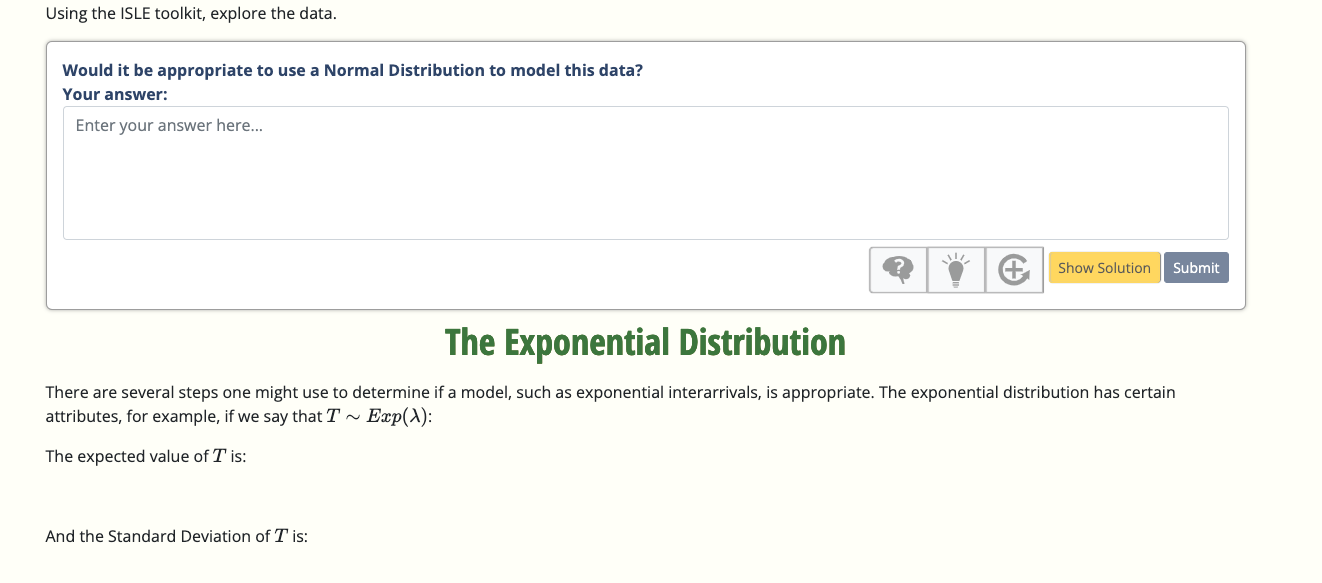 Using the ISLE toolkit, explore the data.
Would it be appropriate to use a Normal Distribution to model this data?
Your answer:
Enter your answer here...
?
Show Solution
Submit
The Exponential Distribution
There are several steps one might use to determine if a model, such as exponential interarrivals, is appropriate. The exponential distribution has certain
attributes, for example, if we say that T ∼ Exp(λ):
The expected value of T is:
And the Standard Deviation of T is: